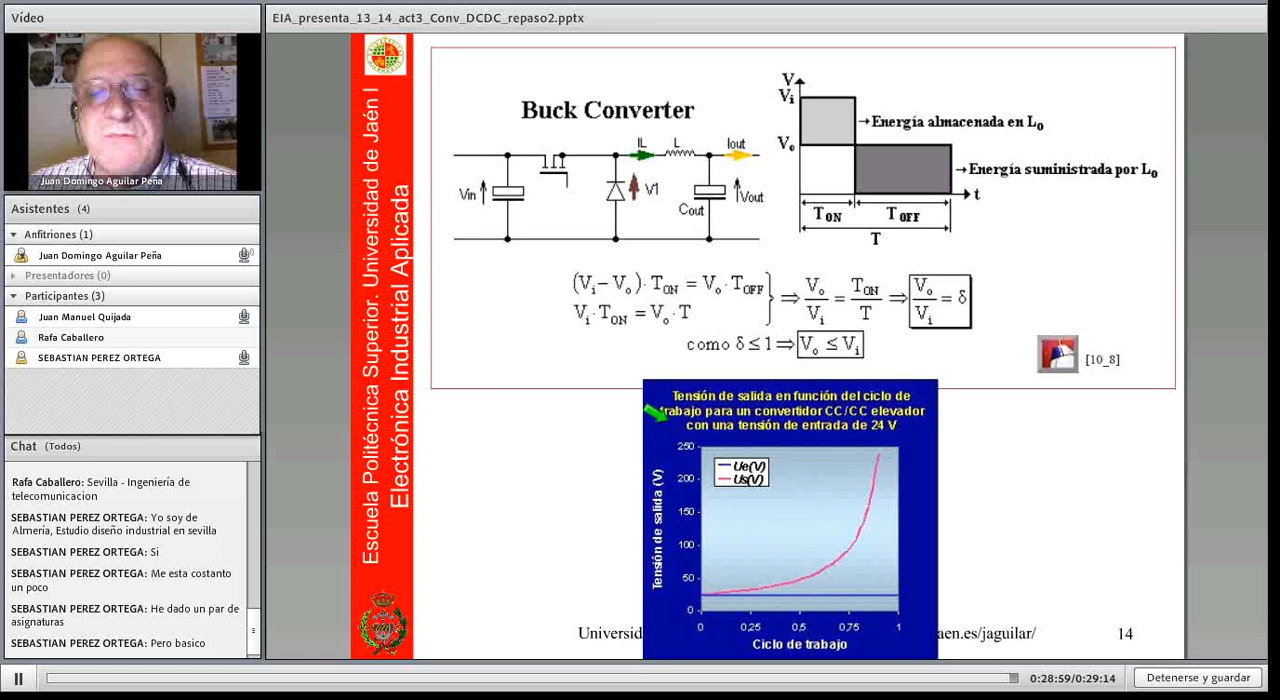 Vídeo
Juan Domingo Aguilar Peña
Asistentes (4)
Anfitriones (1)
Juan Domingo Aguilar Peña
Presentadores (0)
Participantes (3)
Juan Manuel Quijada
Rafa Caballero
SEBASTIAN PEREZ ORTEGA
Chat (Todos)
Rafa Caballero: Sevilla - Ingeniería de
telecomunicacion
SEBASTIAN PEREZ ORTEGA: Yo soy de
Almería, Estudio diseño industrial en sevilla
SEBASTIAN PEREZ ORTEGA: Si
SEBASTIAN PEREZ ORTEGA: Me esta costanto
un poco
SEBASTIAN PEREZ ORTEGA: He dado un par de
asignaturas
SEBASTIAN PEREZ ORTEGA: Pero basico
EIA_presenta_13_14_act3_Conv_DCDC_repaso2.pptx
Escuela Politécnica Superior. Universidad de Jaén I
Electrónica Industrial Aplicada
Buck Converter
Vin
IL
L
Iout
V1
Cout
Vout
V
Vi
Vo
Energía almacenada en L0
Energía suministrada por L0
t
TON
TOFF
T
(Vi − Vo) · TON = Vo · TOFF
Vi · TON = Vo · T
⇒ Vo/Vi = TON/T ⇒ Vo/Vi = δ
como δ ≤ 1 ⇒ Vo ≤ Vi
[10_8]
Tensión de salida en función del ciclo de
trabajo para un convertidor CC/CC elevador
con una tensión de entrada de 24 V
Tensión de salida (V)
250
200
150
100
50
0
Ue(V)
Us(V)
0 0,25 0,5 0,75 1
Ciclo de trabajo
Universid
aen.es/jaguilar/
14
0:28:59/0:29:14
Detenerse y guardar